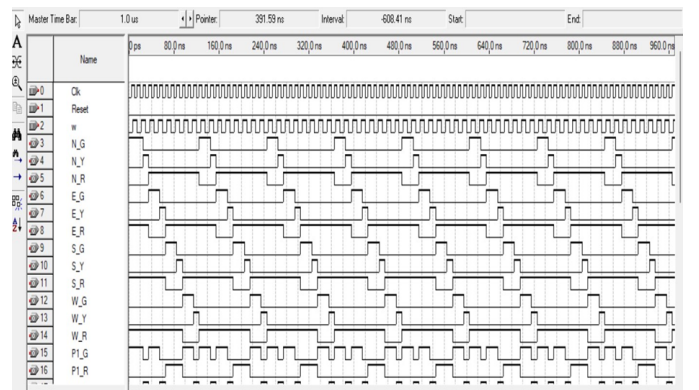 Master Time Bar: 1.0 us Pointer: 391.59 ns Interval: -608.41 ns Start: End:
A
Name
0 ps 80.0 ns 160.0 ns 240.0 ns 320.0 ns 400.0 ns 480.0 ns 560.0 ns 640.0 ns 720.0 ns 800.0 ns 880.0 ns 960.0 ns
0 Clk
1 Reset
2 w
3 N_G
4 N_Y
5 N_R
6 E_G
7 E_Y
8 E_R
9 S_G
10 S_Y
11 S_R
12 W_G
13 W_Y
14 W_R
15 P1_G
16 P1_R